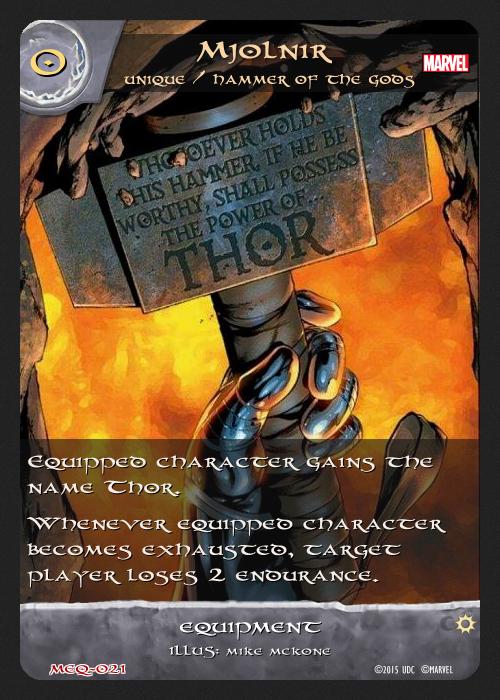 Mjolnir
MARVEL
unique / hammer of the gods
WHOSOEVER HOLDS
THIS HAMMER, IF HE BE
WORTHY, SHALL POSSESS
THE POWER OF...
THOR
Equipped character gains the
name Thor.
Whenever equipped character
becomes exhausted, target
player loses 2 endurance.
equipment
illus: mike mckone
MEQ-021
©2015 UDC ©MARVEL